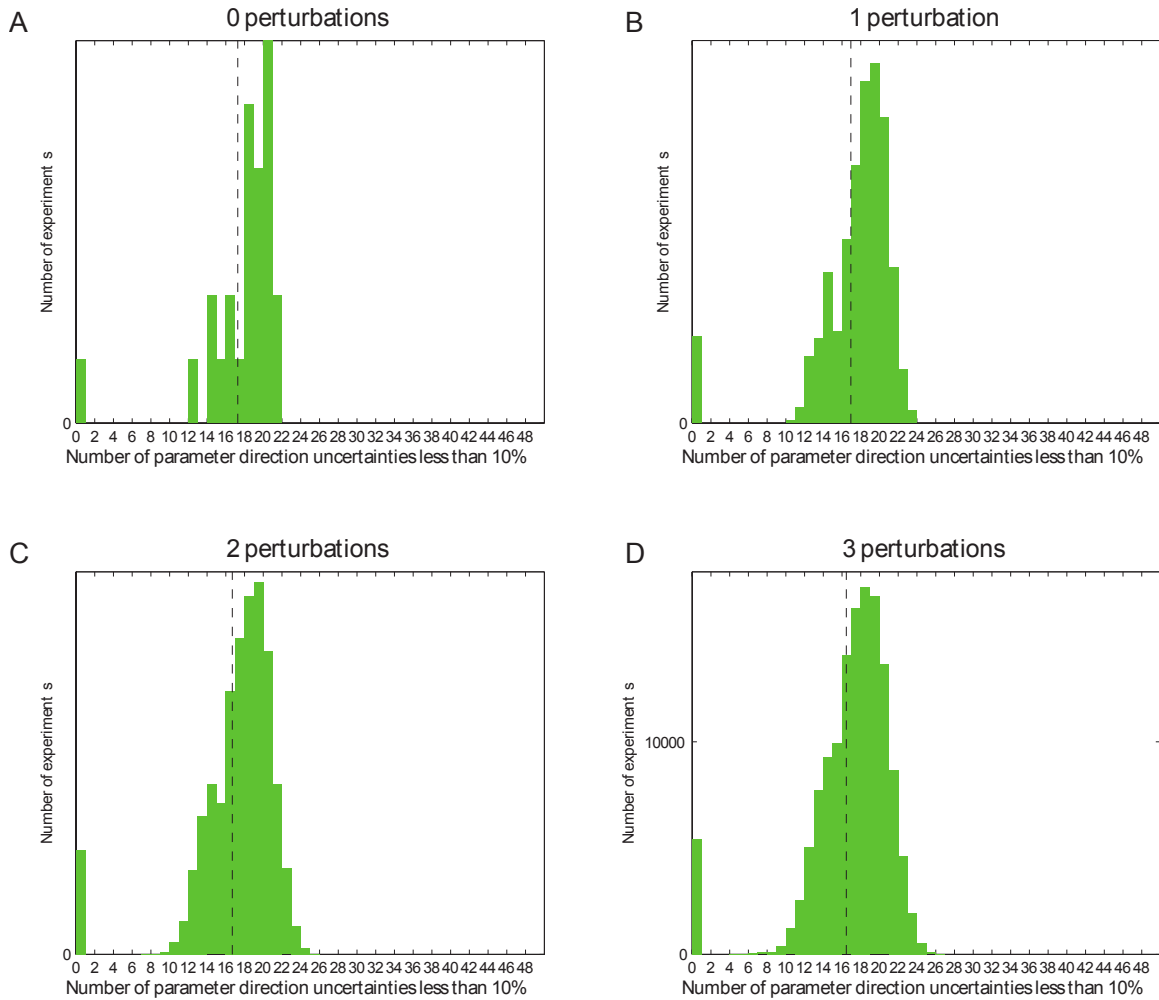 A
0 perturbations
Number of experiment s
0
0 2 4 6 8 10 12 14 16 18 20 22 24 26 28 30 32 34 36 38 40 42 44 46 48
Number of parameter direction uncertainties less than 10%
B
1 perturbation
Number of experiment s
0
0 2 4 6 8 10 12 14 16 18 20 22 24 26 28 30 32 34 36 38 40 42 44 46 48
Number of parameter direction uncertainties less than 10%
C
2 perturbations
Number of experiment s
0
0 2 4 6 8 10 12 14 16 18 20 22 24 26 28 30 32 34 36 38 40 42 44 46 48
Number of parameter direction uncertainties less than 10%
D
3 perturbations
Number of experiment s
10000
0
0 2 4 6 8 10 12 14 16 18 20 22 24 26 28 30 32 34 36 38 40 42 44 46 48
Number of parameter direction uncertainties less than 10%